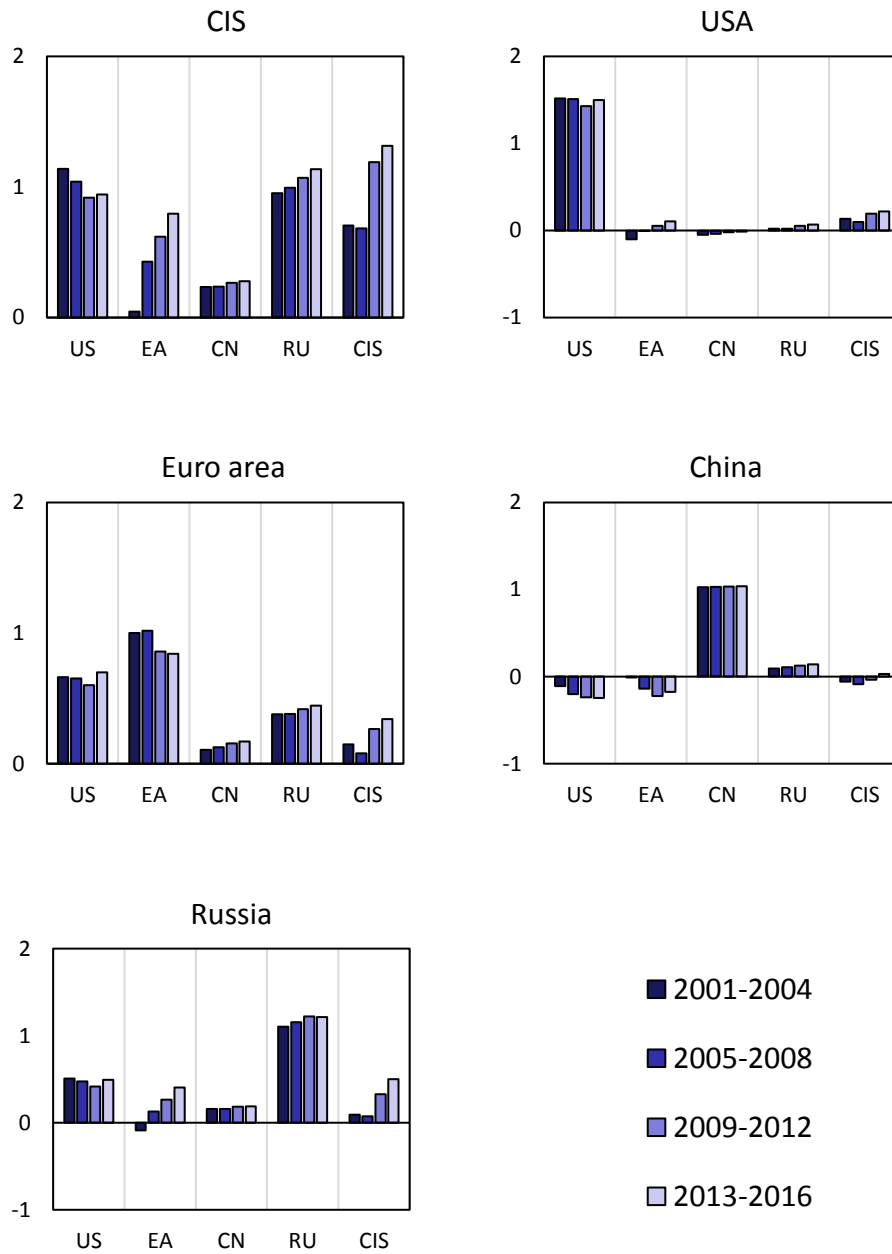 CIS
2
1
0
US EA CN RU CIS
USA
2
1
0
-1
US EA CN RU CIS
Euro area
2
1
0
US EA CN RU CIS
China
2
1
0
-1
US EA CN RU CIS
Russia
2
1
0
-1
US EA CN RU CIS
2001-2004
2005-2008
2009-2012
2013-2016